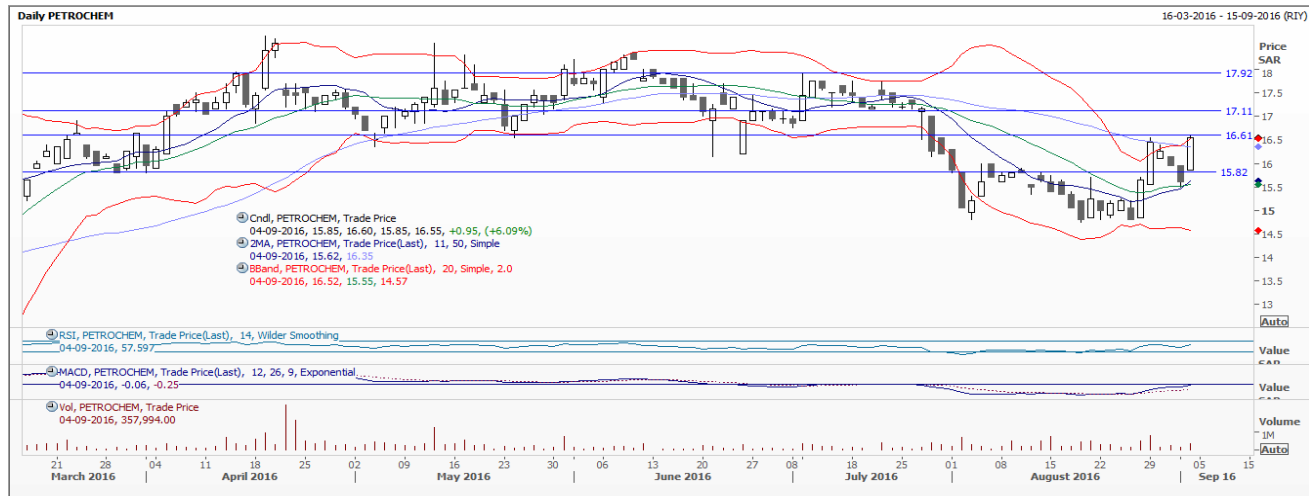 Daily PETROCHEM
16-03-2016 - 15-09-2016 (RIY)
Price
SAR
18
17.92
17.5
17.11
17
16.61
16.5
16
15.82
15.5
15
14.5
14
13.5
13
Auto
Cndl, PETROCHEM, Trade Price
04-09-2016, 15.85, 16.60, 15.85, 16.55, +0.95, (+6.09%)
2MA, PETROCHEM, Trade Price(Last), 11, 50, Simple
04-09-2016, 15.62, 16.35
BBand, PETROCHEM, Trade Price(Last), 20, Simple, 2.0
04-09-2016, 16.52, 15.55, 14.57
RSI, PETROCHEM, Trade Price(Last), 14, Wilder Smoothing
04-09-2016, 57.597
Value
MACD, PETROCHEM, Trade Price(Last), 12, 26, 9, Exponential
04-09-2016, -0.06, -0.25
Value
Vol, PETROCHEM, Trade Price
04-09-2016, 357,994.00
Volume
1M
Auto
21 28 04 11 18 25 02 09 16 23 30 06 13 20 27 08 11 18 25 01 08 15 22 29 05 15
March 2016 April 2016 May 2016 June 2016 July 2016 August 2016 Sep 16